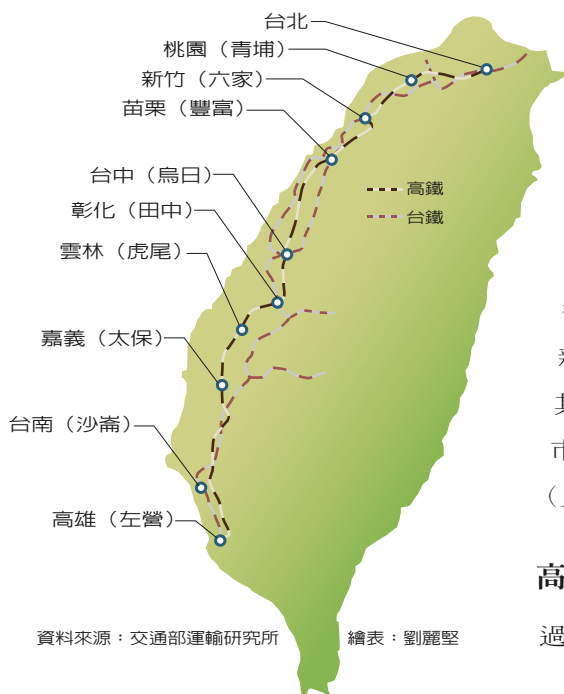 台北
桃園（青埔）
新竹（六家）
苗栗（豐富）
台中（烏日）
彰化（田中）
雲林（虎尾）
嘉義（太保）
台南（沙崙）
高雄（左營）
高鐵
台鐵
市
高
過
資料來源：交通部運輸研究所　繪表：劉麗堅